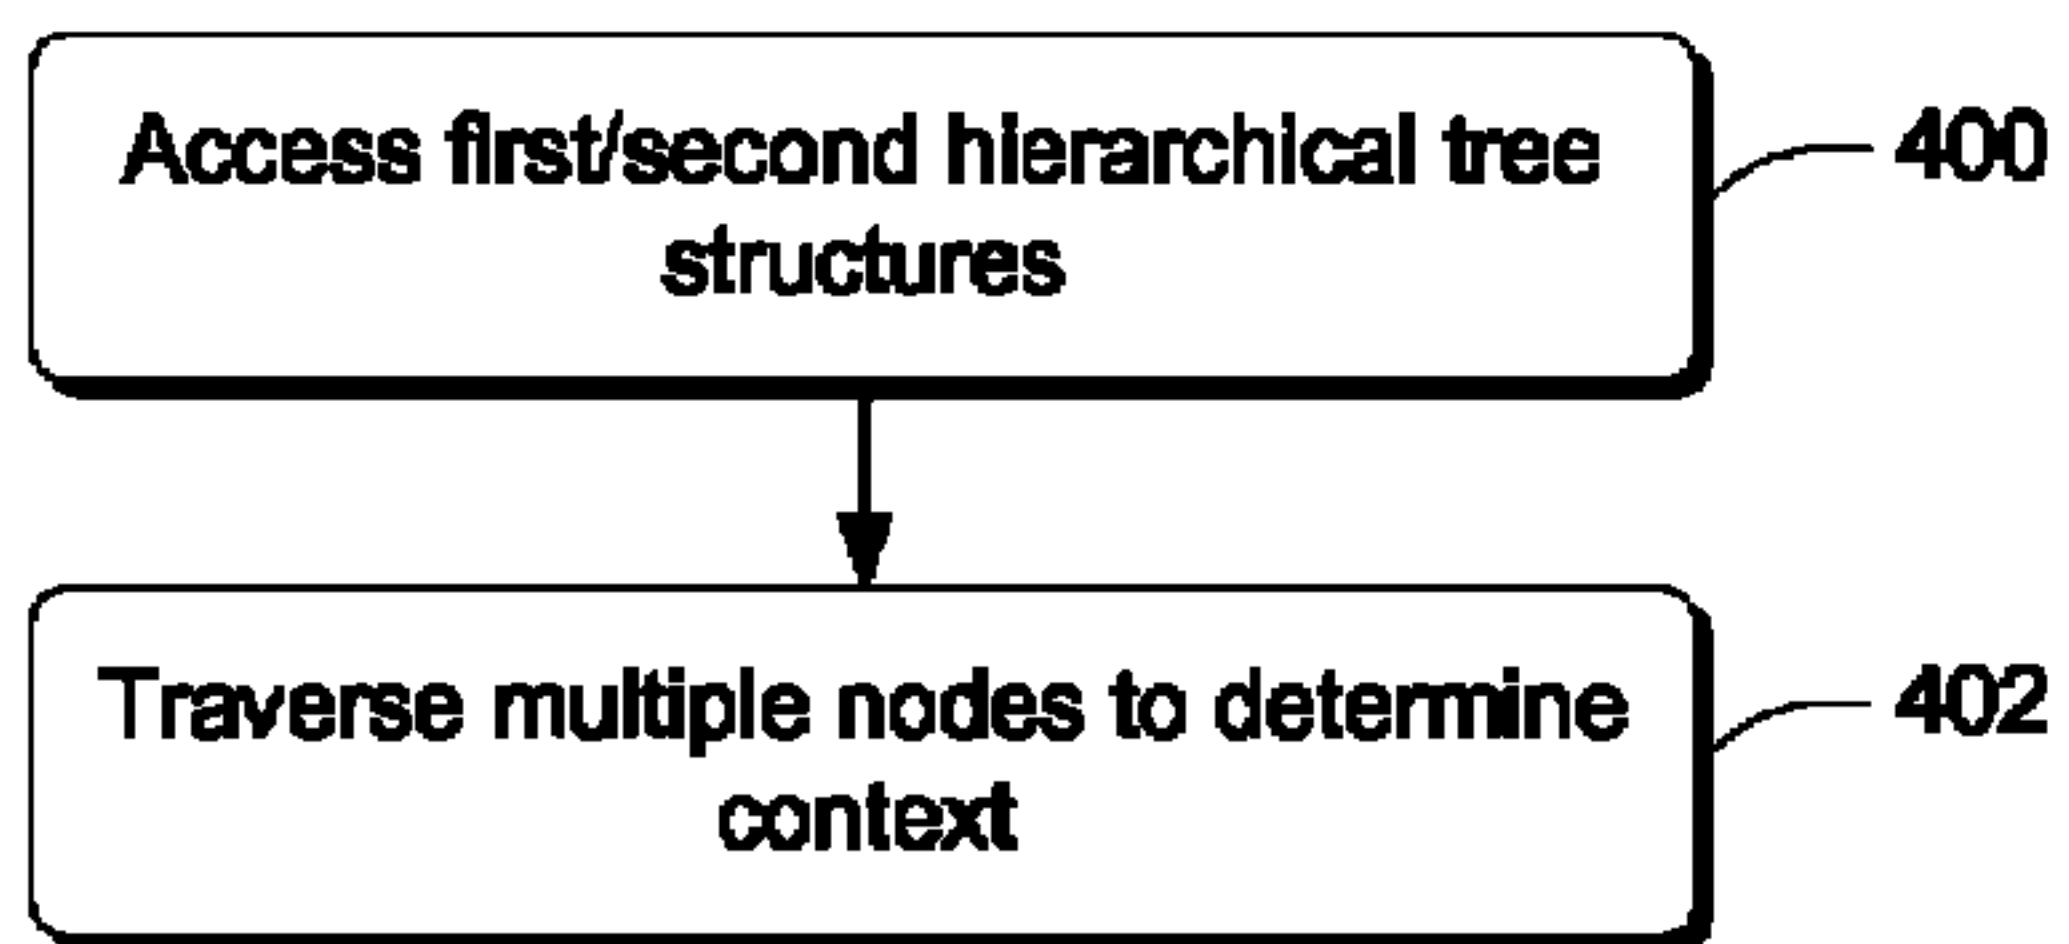 Access first/second hierarchical tree
structures
400
Traverse multiple nodes to determine
context
402